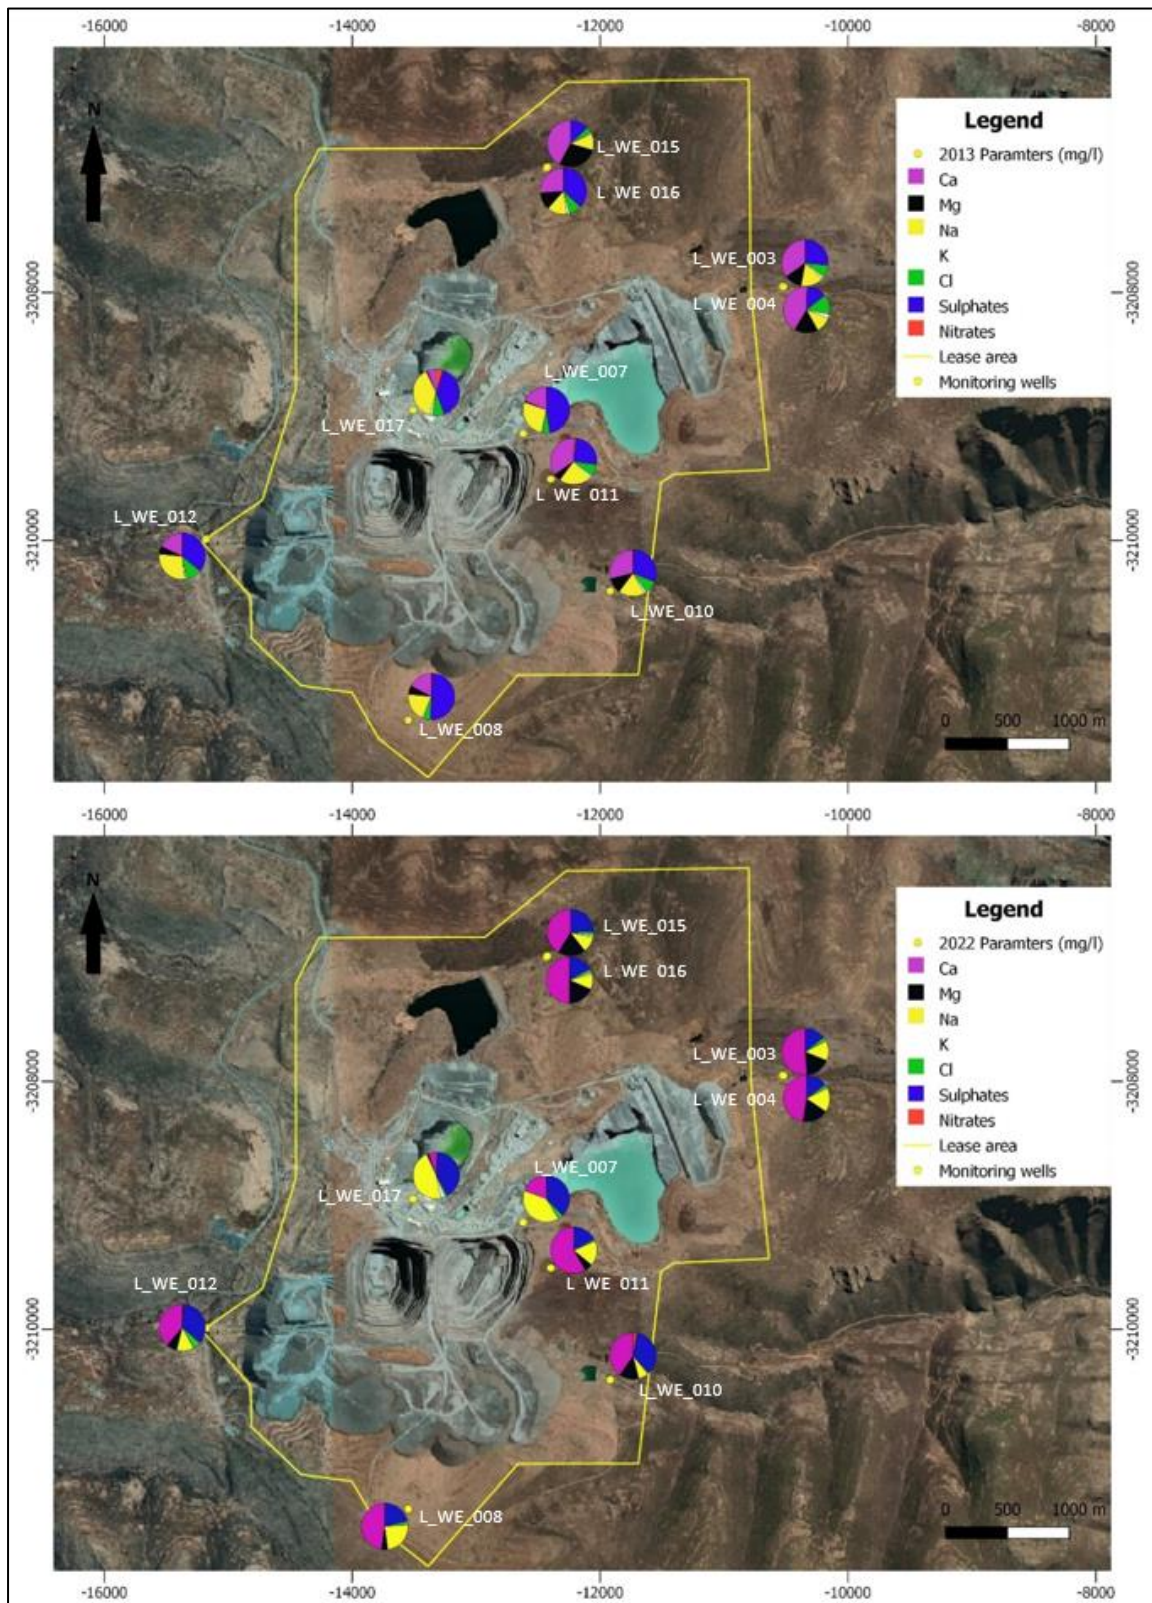 -16000 -14000 -12000 -10000 -8000
N
Legend
2013 Paramters (mg/l)
Ca
Mg
Na
K
Cl
Sulphates
Nitrates
Lease area
Monitoring wells
L_WE_015
L_WE_016
L_WE_003
L_WE_004
-3208000 -3208000
L_WE_007
L_WE_017
L_WE_011
L_WE_012
-3210000 -3210000
L_WE_010
L_WE_008
0 500 1000 m
-16000 -14000 -12000 -10000 -8000
-16000 -14000 -12000 -10000 -8000
N
Legend
2022 Paramters (mg/l)
Ca
Mg
Na
K
Cl
Sulphates
Nitrates
Lease area
Monitoring wells
L_WE_015
L_WE_016
L_WE_003
L_WE_004
-3208000 -3208000
L_WE_007
L_WE_017
L_WE_011
L_WE_012
-3210000 -3210000
L_WE_010
L_WE_008
0 500 1000 m
-16000 -14000 -12000 -10000 -8000